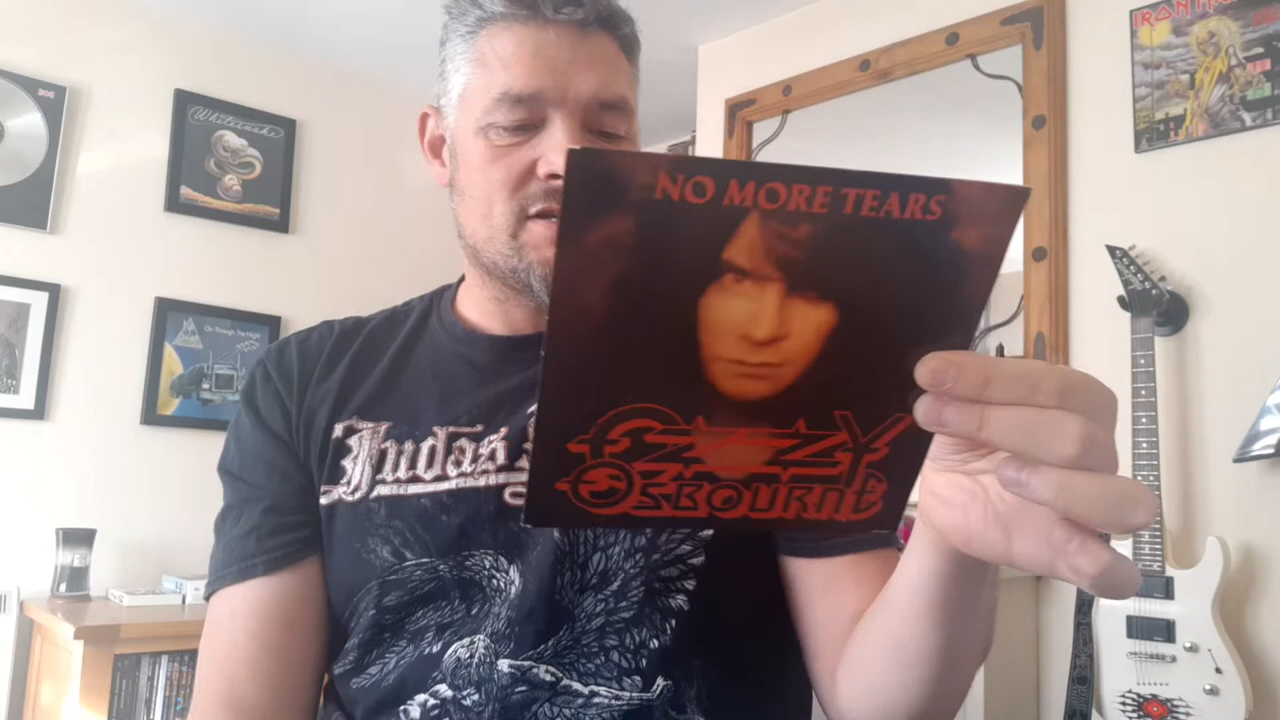 Whitesnake
On Through The Night
Judas
NO MORE TEARS
OZZY
OSBOURNE
IRON